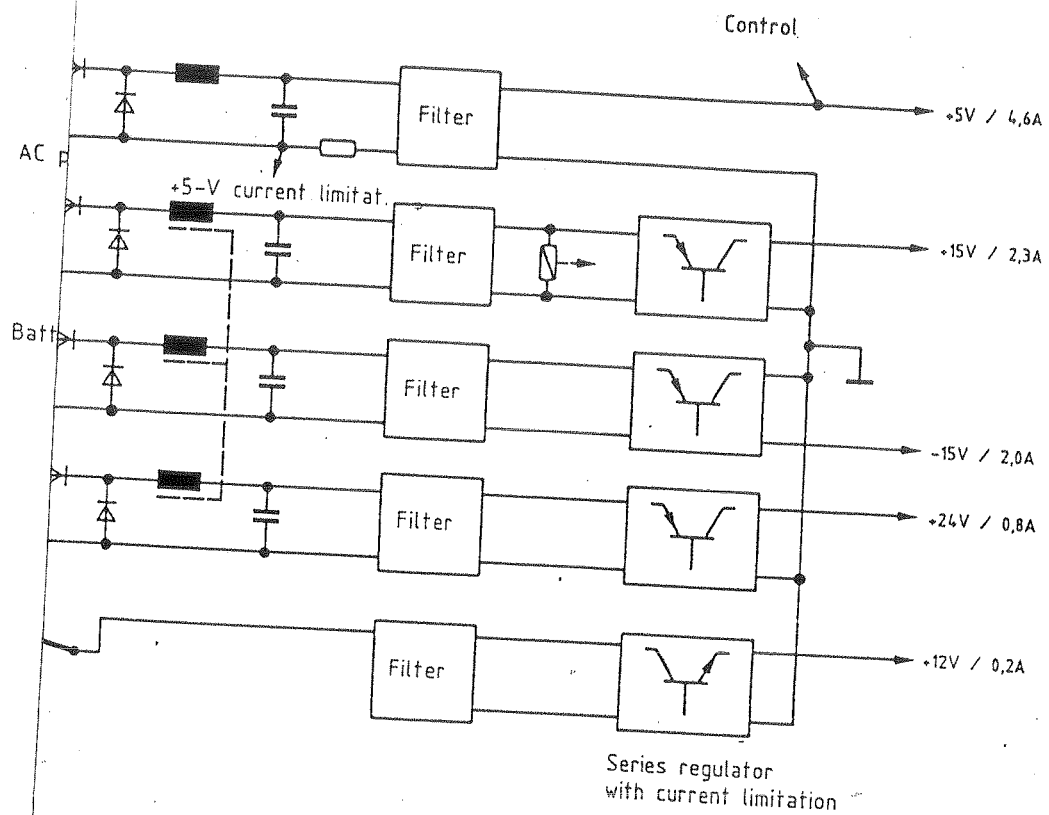 Control
Filter
+5V / 4,6A
AC p
+5-V current limitat.
Filter
+15V / 2,3A
Batt
Filter
-15V / 2,0A
Filter
+24V / 0,8A
Filter
+12V / 0,2A
Series regulator
with current limitation